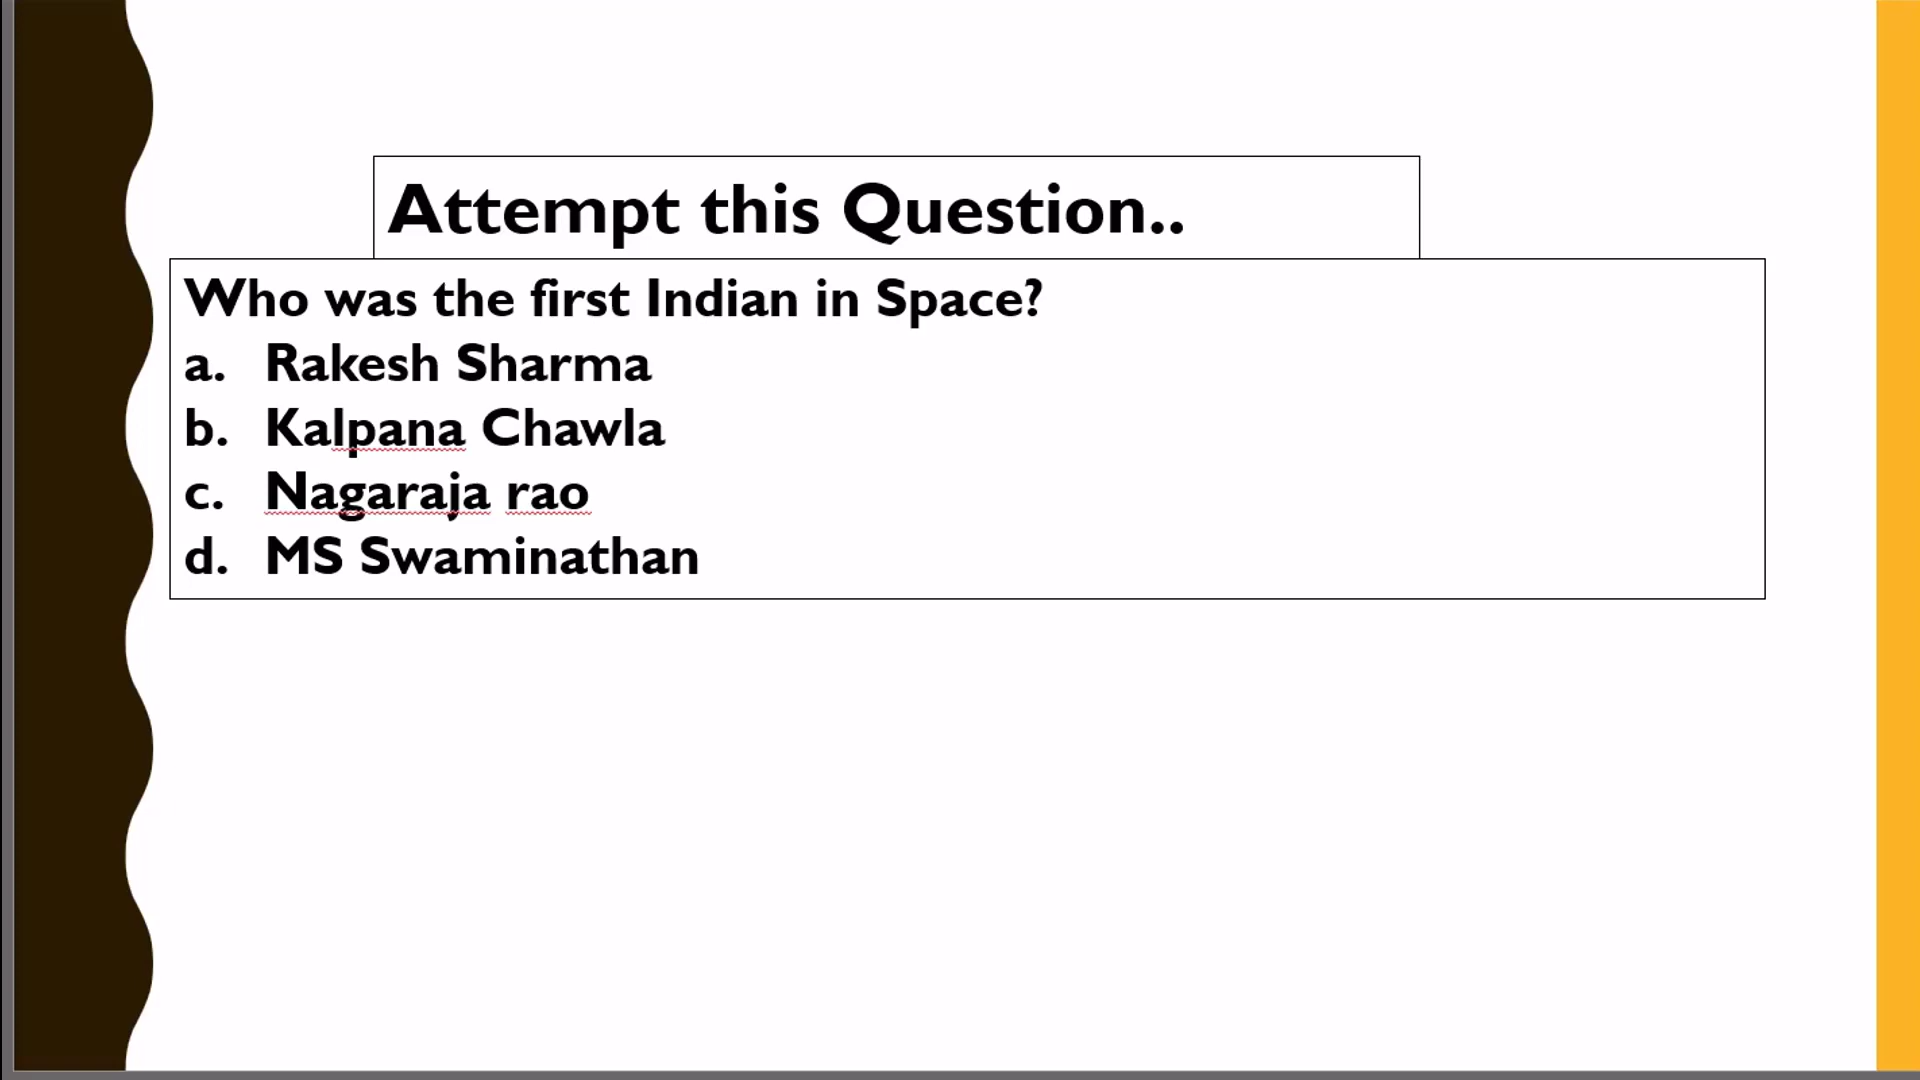 Attempt this Question..
Who was the first Indian in Space?
a. Rakesh Sharma
b. Kalpana Chawla
c. Nagaraja rao
d. MS Swaminathan